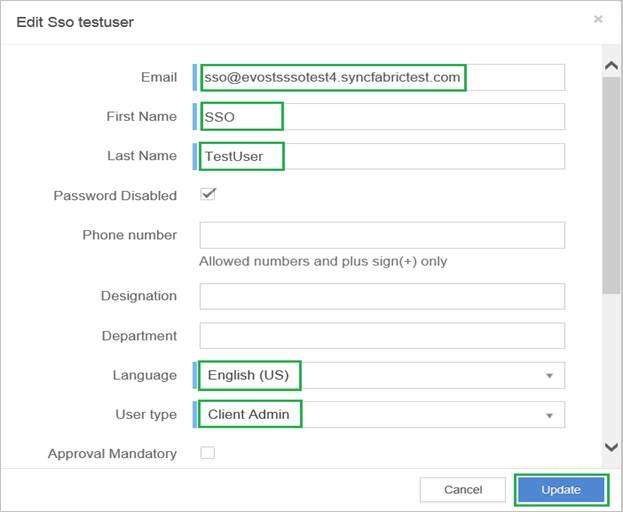 Edit Sso testuser
Email sso@evostsssotest4.syncfabrictest.com
First Name SSO
Last Name TestUser
Password Disabled
Phone number
Allowed numbers and plus sign(+) only
Designation
Department
Language English (US)
User type Client Admin
Approval Mandatory
Cancel Update